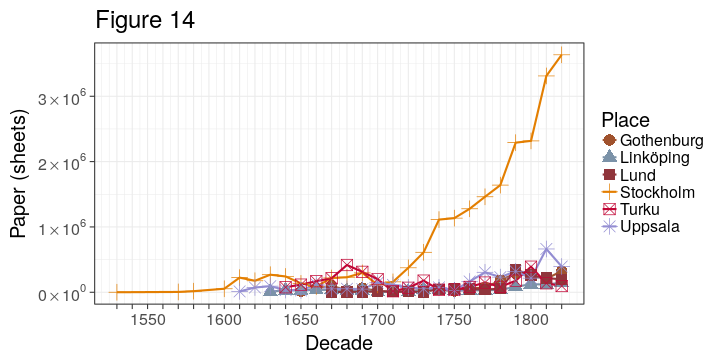 Figure 14
Paper (sheets)
3×10⁶
2×10⁶
1×10⁶
0×10⁰
1550 1600 1650 1700 1750 1800
Decade
Place
Gothenburg
Linköping
Lund
Stockholm
Turku
Uppsala